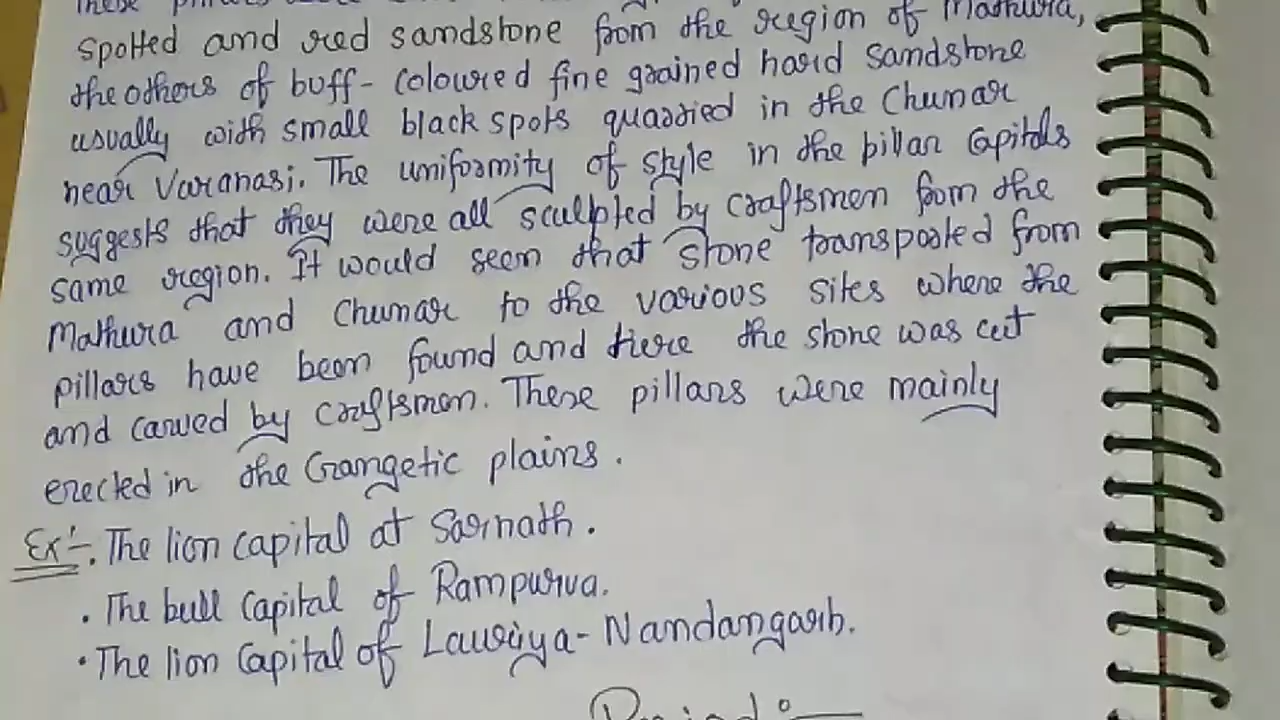 These pillars were
spotted and red sandstone from the region of Mathura,
the others of buff- coloured fine grained hard sandstone
usually with small black spots quarried in the Chunar
near Varanasi. The uniformity of style in the pillar Capitals
suggests that they were all sculpted by craftsmen from the
same region. It would seem that stone transported from
Mathura and Chunar to the various sites where the
pillars have been found and here the stone was cut
and carved by craftsmen. These pillars were mainly
erected in the Gangetic plains.
Ex:-. The lion capital at Sarnath.
. The bull Capital of Rampurva.
• The lion Capital of Lauriya- Nandangarh.